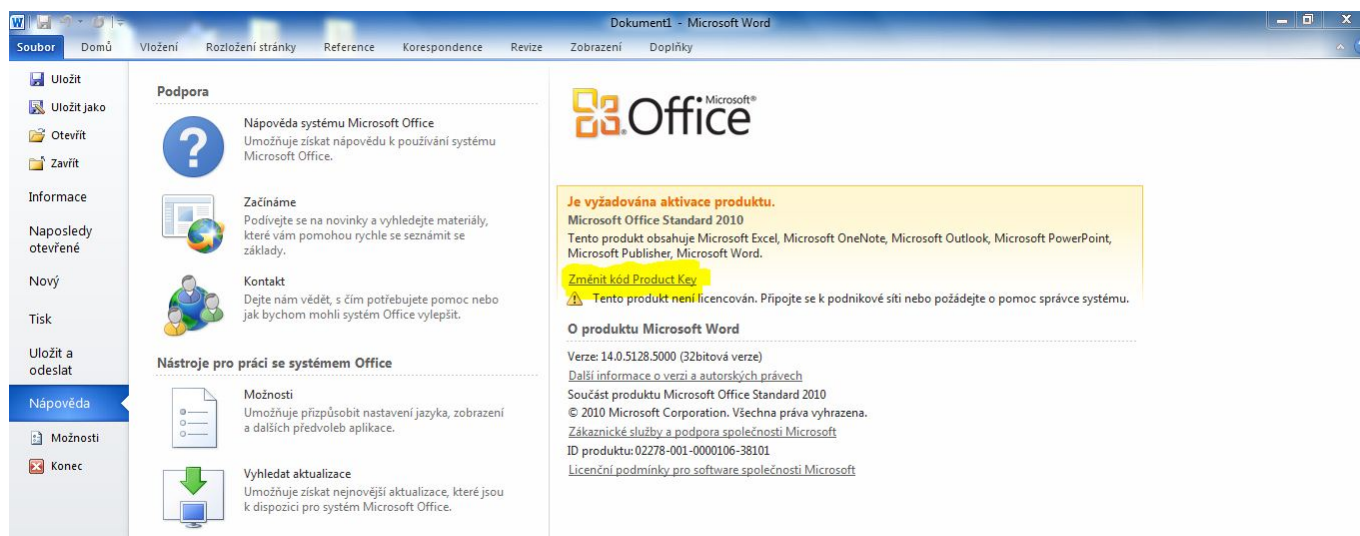 Dokument1 - Microsoft Word
Soubor Domů Vložení Rozložení stránky Reference Korespondence Revize Zobrazení Doplňky
Uložit
Uložit jako
Otevřít
Zavřít
Informace
Naposledy
otevřené
Nový
Tisk
Uložit a
odeslat
Nápověda
Možnosti
Konec
Podpora
Nápověda systému Microsoft Office
Umožňuje získat nápovědu k používání systému
Microsoft Office.
Začínáme
Podívejte se na novinky a vyhledejte materiály,
které vám pomohou rychle se seznámit se
základy.
Kontakt
Dejte nám vědět, s čím potřebujete pomoc nebo
jak bychom mohli systém Office vylepšit.
Nástroje pro práci se systémem Office
Možnosti
Umožňuje přizpůsobit nastavení jazyka, zobrazení
a dalších předvoleb aplikace.
Vyhledat aktualizace
Umožňuje získat nejnovější aktualizace, které jsou
k dispozici pro systém Microsoft Office.
Microsoft®
Office
Je vyžadována aktivace produktu.
Microsoft Office Standard 2010
Tento produkt obsahuje Microsoft Excel, Microsoft OneNote, Microsoft Outlook, Microsoft PowerPoint,
Microsoft Publisher, Microsoft Word.
Změnit kód Product Key
Tento produkt není licencován. Připojte se k podnikové síti nebo požádejte o pomoc správce systému.
O produktu Microsoft Word
Verze: 14.0.5128.5000 (32bitová verze)
Další informace o verzi a autorských právech
Součást produktu Microsoft Office Standard 2010
© 2010 Microsoft Corporation. Všechna práva vyhrazena.
Zákaznické služby a podpora společnosti Microsoft
ID produktu: 02278-001-0000106-38101
Licenční podmínky pro software společnosti Microsoft